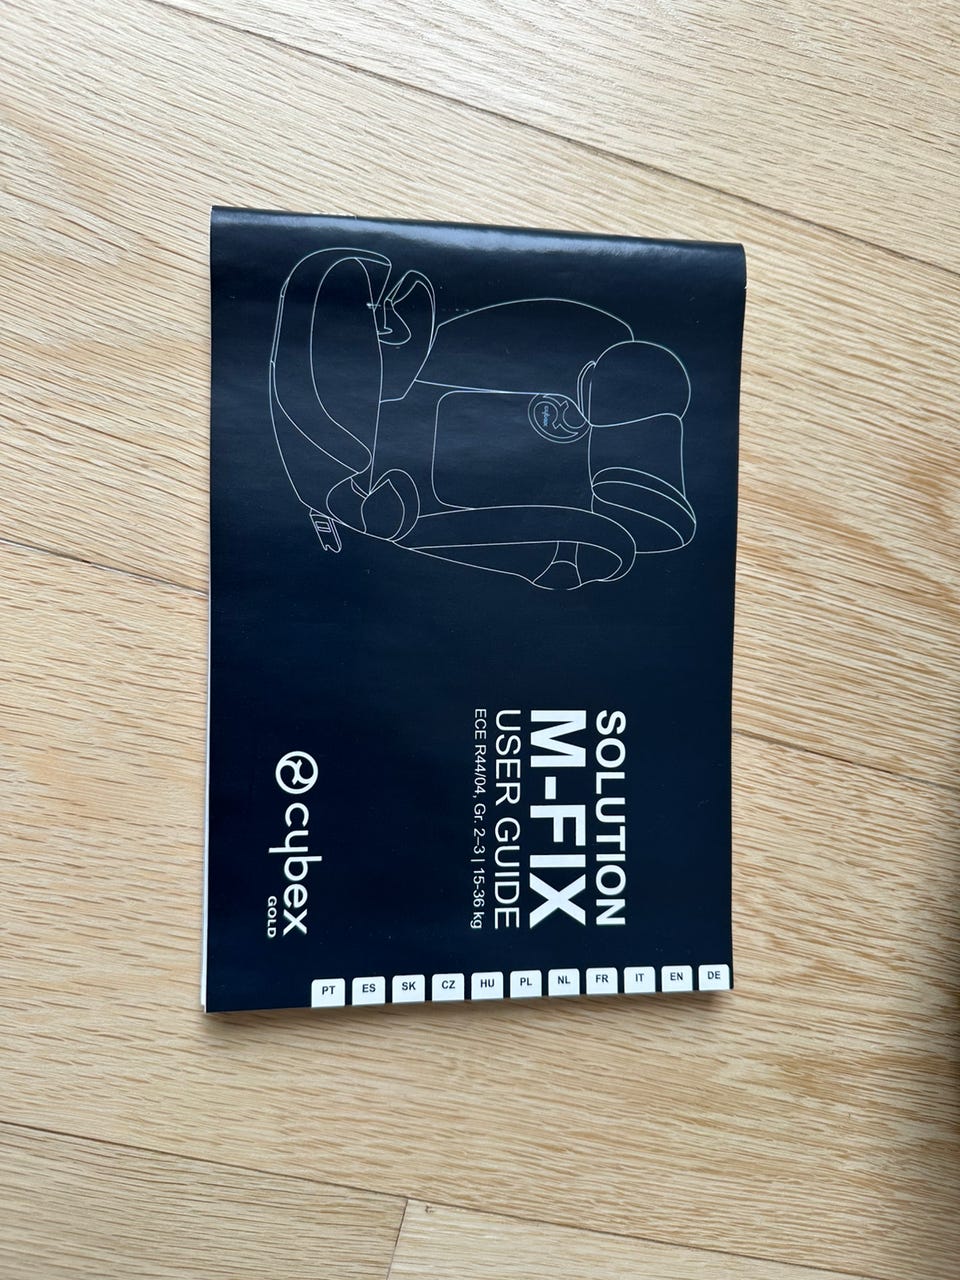 cybex
SOLUTION
M-FIX
USER GUIDE
ECE R44/04, Gr. 2–3 | 15-36 kg
cybex
GOLD
DE
EN
IT
FR
NL
PL
HU
CZ
SK
ES
PT